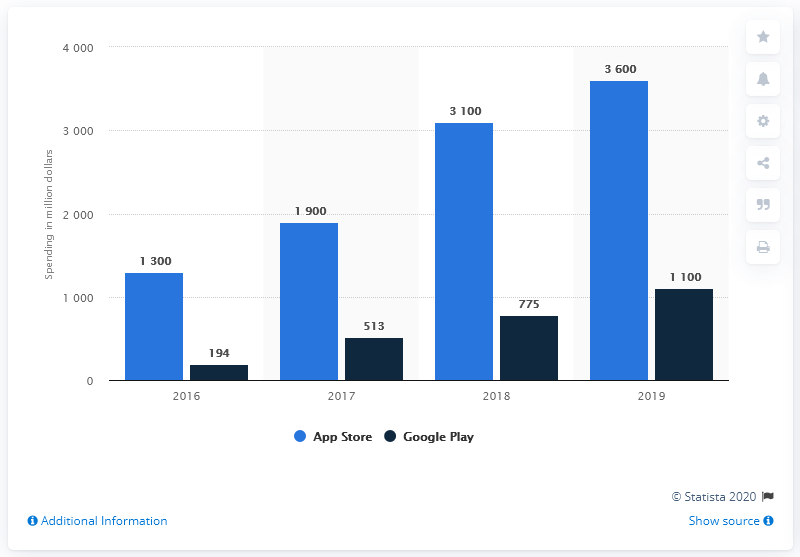 4 000
3 000
2 000
1 000
0
Spending in million dollars
1 300
194
1 900
513
3 100
775
3 600
1 100
2016
2017
2018
2019
App Store
Google Play
© Statista 2020
Additional Information
Show source